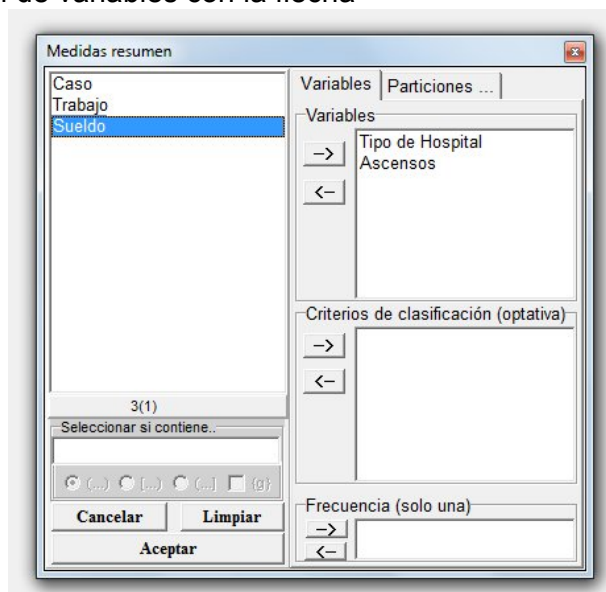 de variables con la flecha
Medidas resumen
Caso
Trabajo
Sueldo
3(1)
Seleccionar si contiene..
(...) [...) (...] {g}
Cancelar Limpiar
Aceptar
Variables Particiones ...
Variables
-> Tipo de Hospital
Ascensos
<-
Criterios de clasificación (optativa)
->
<-
Frecuencia (solo una)
->
<-